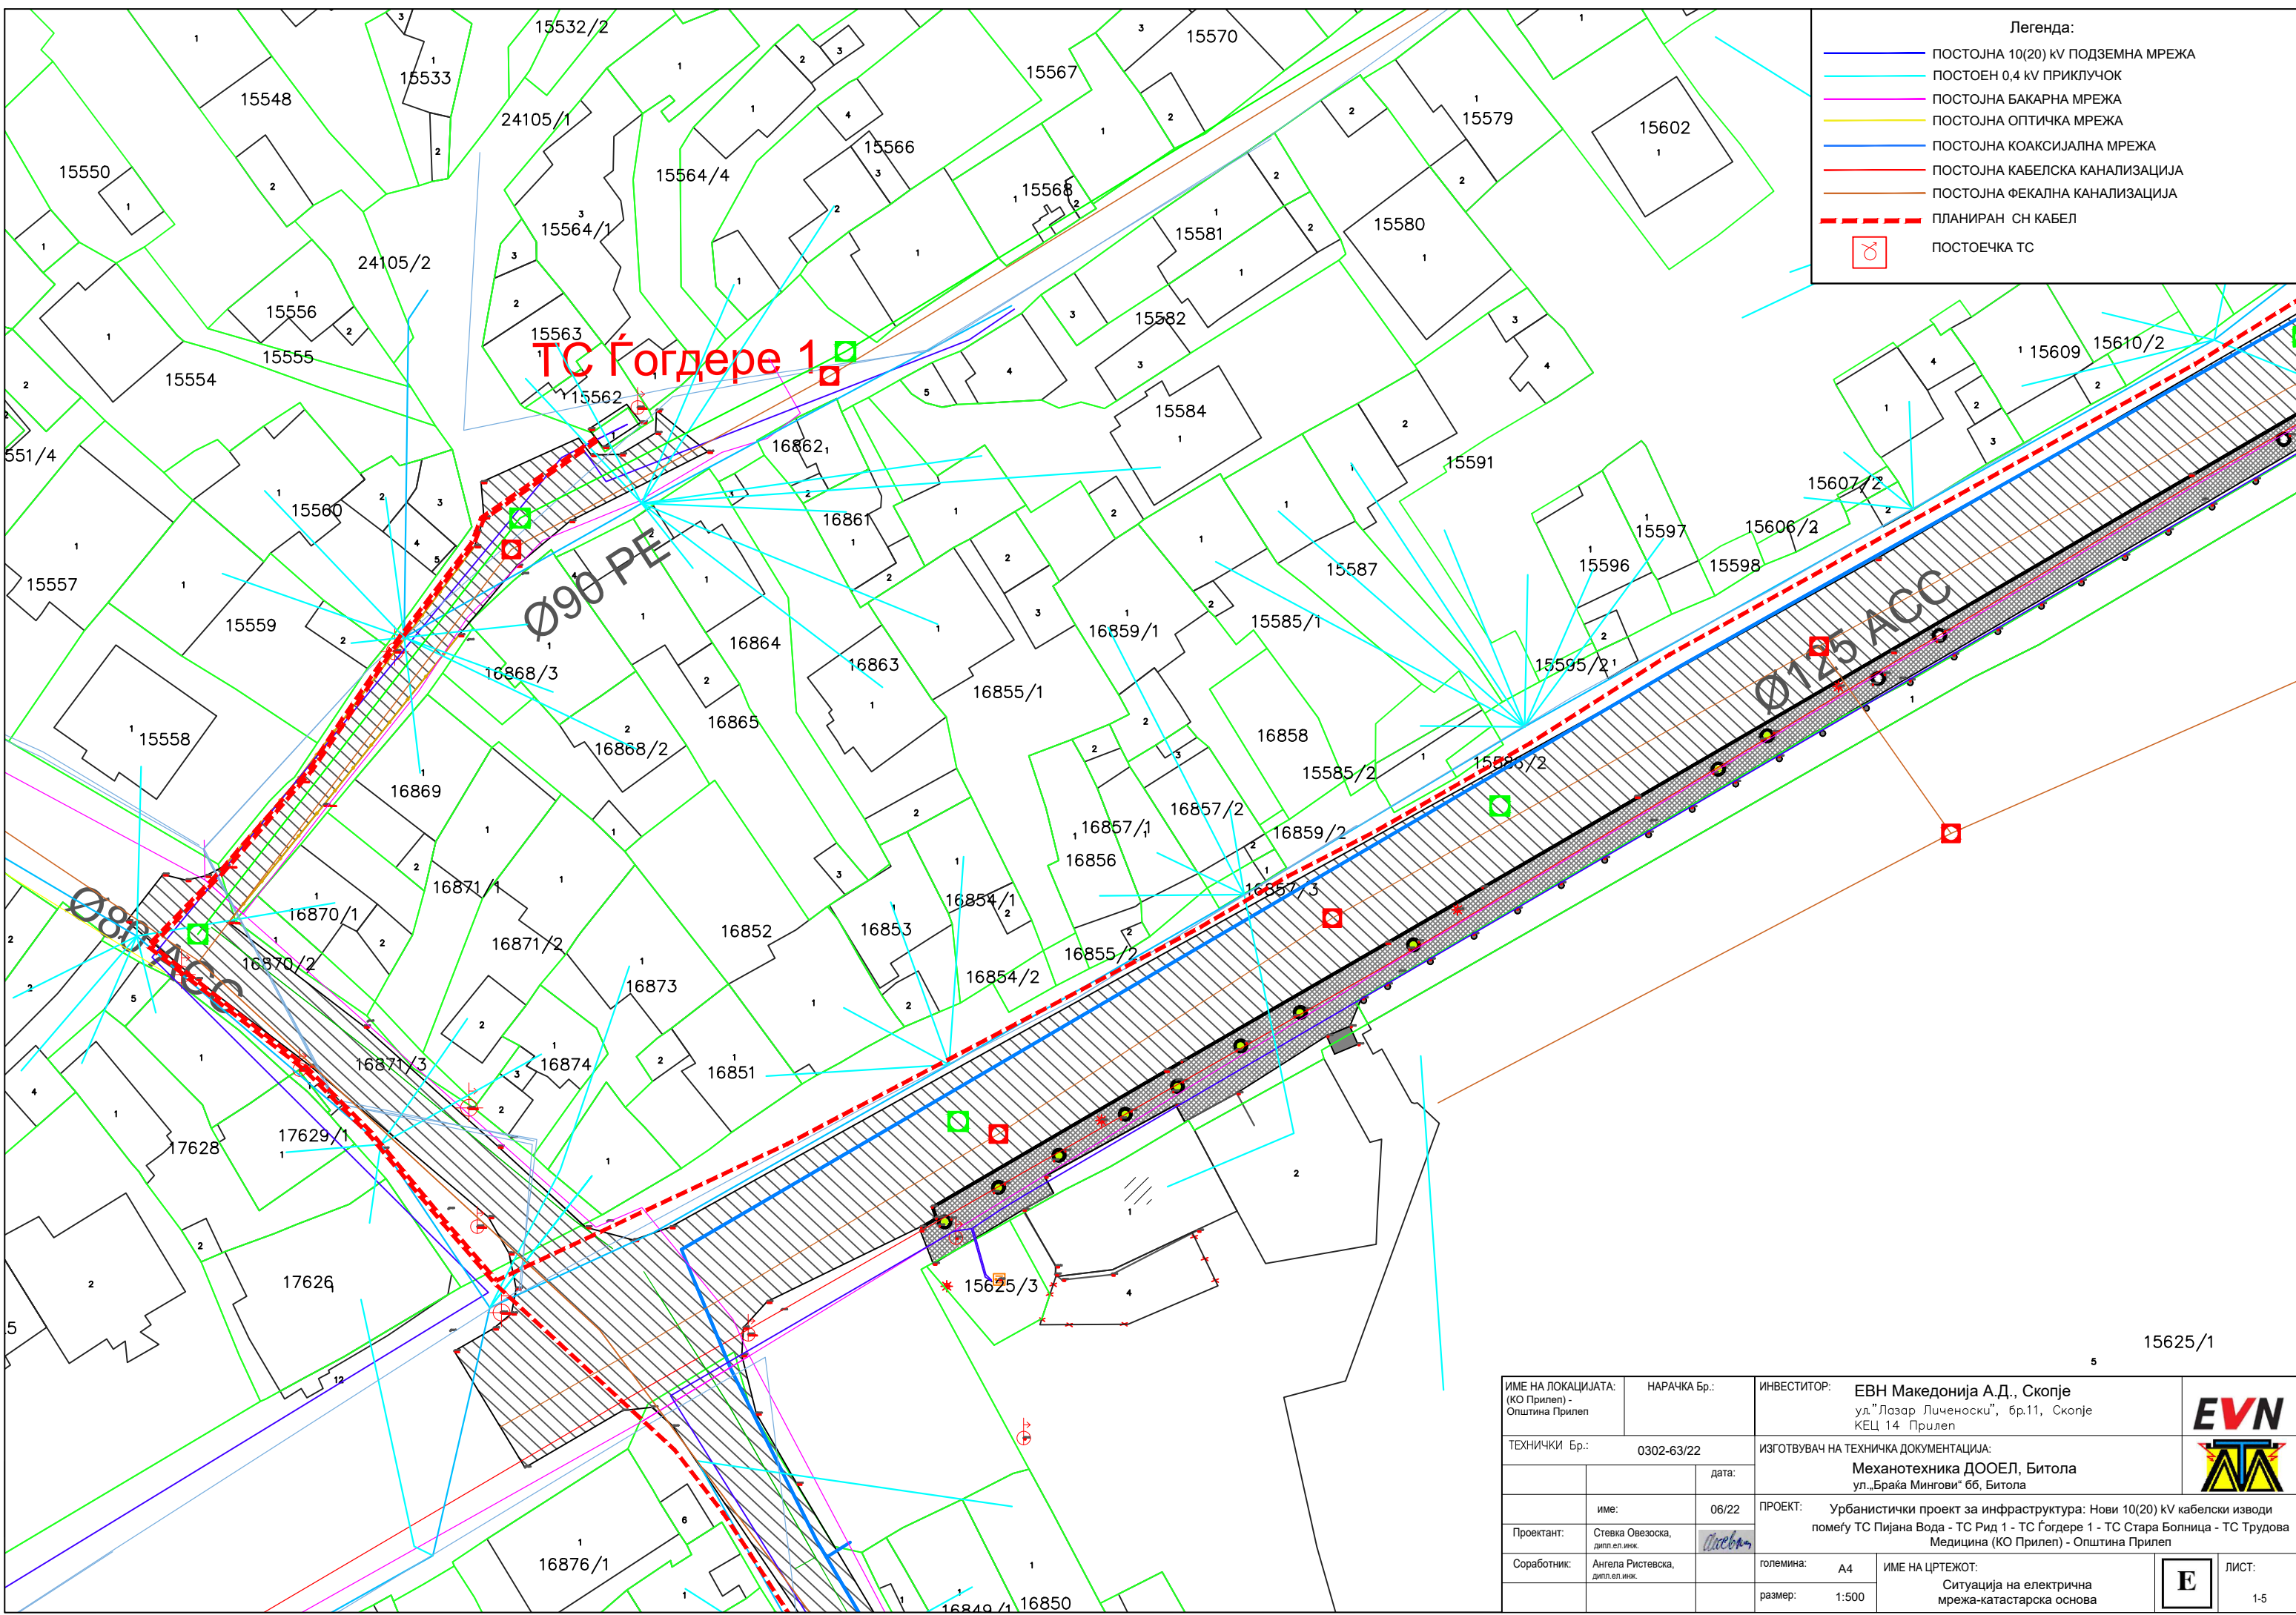 Легенда:
ПОСТОЈНА 10(20) kV ПОДЗЕМНА МРЕЖА
ПОСТОЕН 0,4 kV ПРИКЛУЧОК
ПОСТОЈНА БАКАРНА МРЕЖА
ПОСТОЈНА ОПТИЧКА МРЕЖА
ПОСТОЈНА КОАКСИЈАЛНА МРЕЖА
ПОСТОЈНА КАБЕЛСКА КАНАЛИЗАЦИЈА
ПОСТОЈНА ФЕКАЛНА КАНАЛИЗАЦИЈА
ПЛАНИРАН СН КАБЕЛ
ПОСТОЕЧКА ТС
15532/2
15533
15548
15570
15567
24105/1
15579
15602
15566
15550
15564/4
15568
15564/1
15581
15580
24105/2
15556
15563
15582
15555
ТС Ѓогдере 1
15609
15610/2
15554
15562
15584
16862
551/4
15591
15607/2
15560
16861
15597
15606/2
15557
Ø90 PE
15587
15596
15598
Ø125 ACC
15559
16864
16859/1
15585/1
16868/3
16863
15595/2
16855/1
15558
16865
16868/2
16858
15585/2
16869
16857/2
16857/1
16859/2
16856
16871/1
16857/3
Ø80 ACC
16870/1
16854/1
16852
16853
16871/2
16855/2
16870/2
16854/2
16873
16871/3
16874
16851
17629/1
17628
17626
15625/3
15625/1
16876/1
16849/1
16850
ИМЕ НА ЛОКАЦИЈАТА:
(КО Прилеп) -
Општина Прилеп
НАРАЧКА Бр.:
ИНВЕСТИТОР:
ЕВН Македонија А.Д., Скопје
ул."Лазар Личеноски", бр.11, Скопје
КЕЦ 14 Прилеп
EVN
ТЕХНИЧКИ Бр.:
0302-63/22
ИЗГОТВУВАЧ НА ТЕХНИЧКА ДОКУМЕНТАЦИЈА:
Механотехника ДООЕЛ, Битола
ул.„Браќа Мингови“ бб, Битола
дата:
име:
06/22
ПРОЕКТ:
Урбанистички проект за инфраструктура: Нови 10(20) kV кабелски изводи
помеѓу ТС Пијана Вода - ТС Рид 1 - ТС Ѓогдере 1 - ТС Стара Болница - ТС Трудова
Медицина (КО Прилеп) - Општина Прилеп
Проектант:
Стевка Овезоска,
дипл.ел.инж.
Соработник:
Ангела Ристевска,
дипл.ел.инж.
големина:
А4
размер:
1:500
ИМЕ НА ЦРТЕЖОТ:
Ситуација на електрична
мрежа-катастарска основа
E
ЛИСТ:
1-5